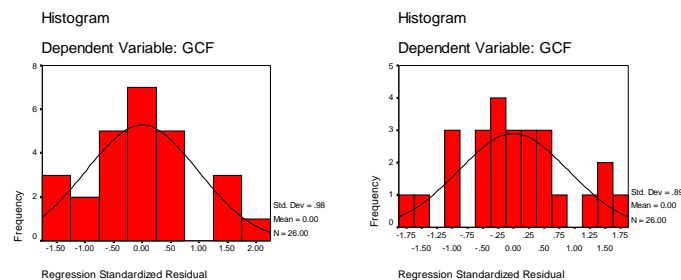 Histogram
Dependent Variable: GCF
8
6
4
2
0
Frequency
-1.50 -1.00 -.50 0.00 .50 1.00 1.50 2.00
Std. Dev = .98
Mean = 0.00
N = 26.00
Regression Standardized Residual
Histogram
Dependent Variable: GCF
5
4
3
2
1
0
Frequency
-1.75 -1.25 -.75 -.25 .25 .75 1.25 1.75
-1.50 -1.00 -.50 0.00 .50 1.00 1.50
Std. Dev = .89
Mean = 0.00
N = 26.00
Regression Standardized Residual